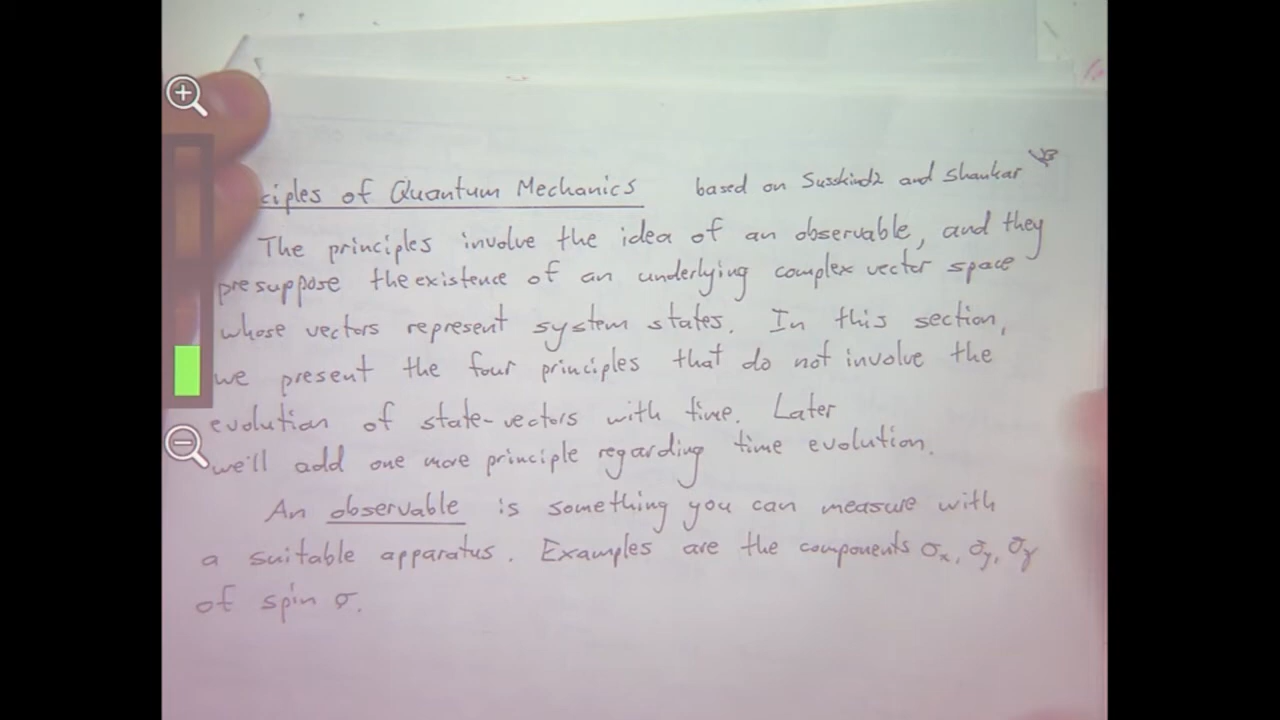 ciples of Quantum Mechanics based on Susskind2 and Shankar
The principles involve the idea of an observable, and they
presuppose the existence of an underlying complex vector space
whose vectors represent system states. In this section,
we present the four principles that do not involve the
evolution of state-vectors with time. Later
we'll add one more principle regarding time evolution.
An observable is something you can measure with
a suitable apparatus. Examples are the components σx, σy, σz
of spin σ.